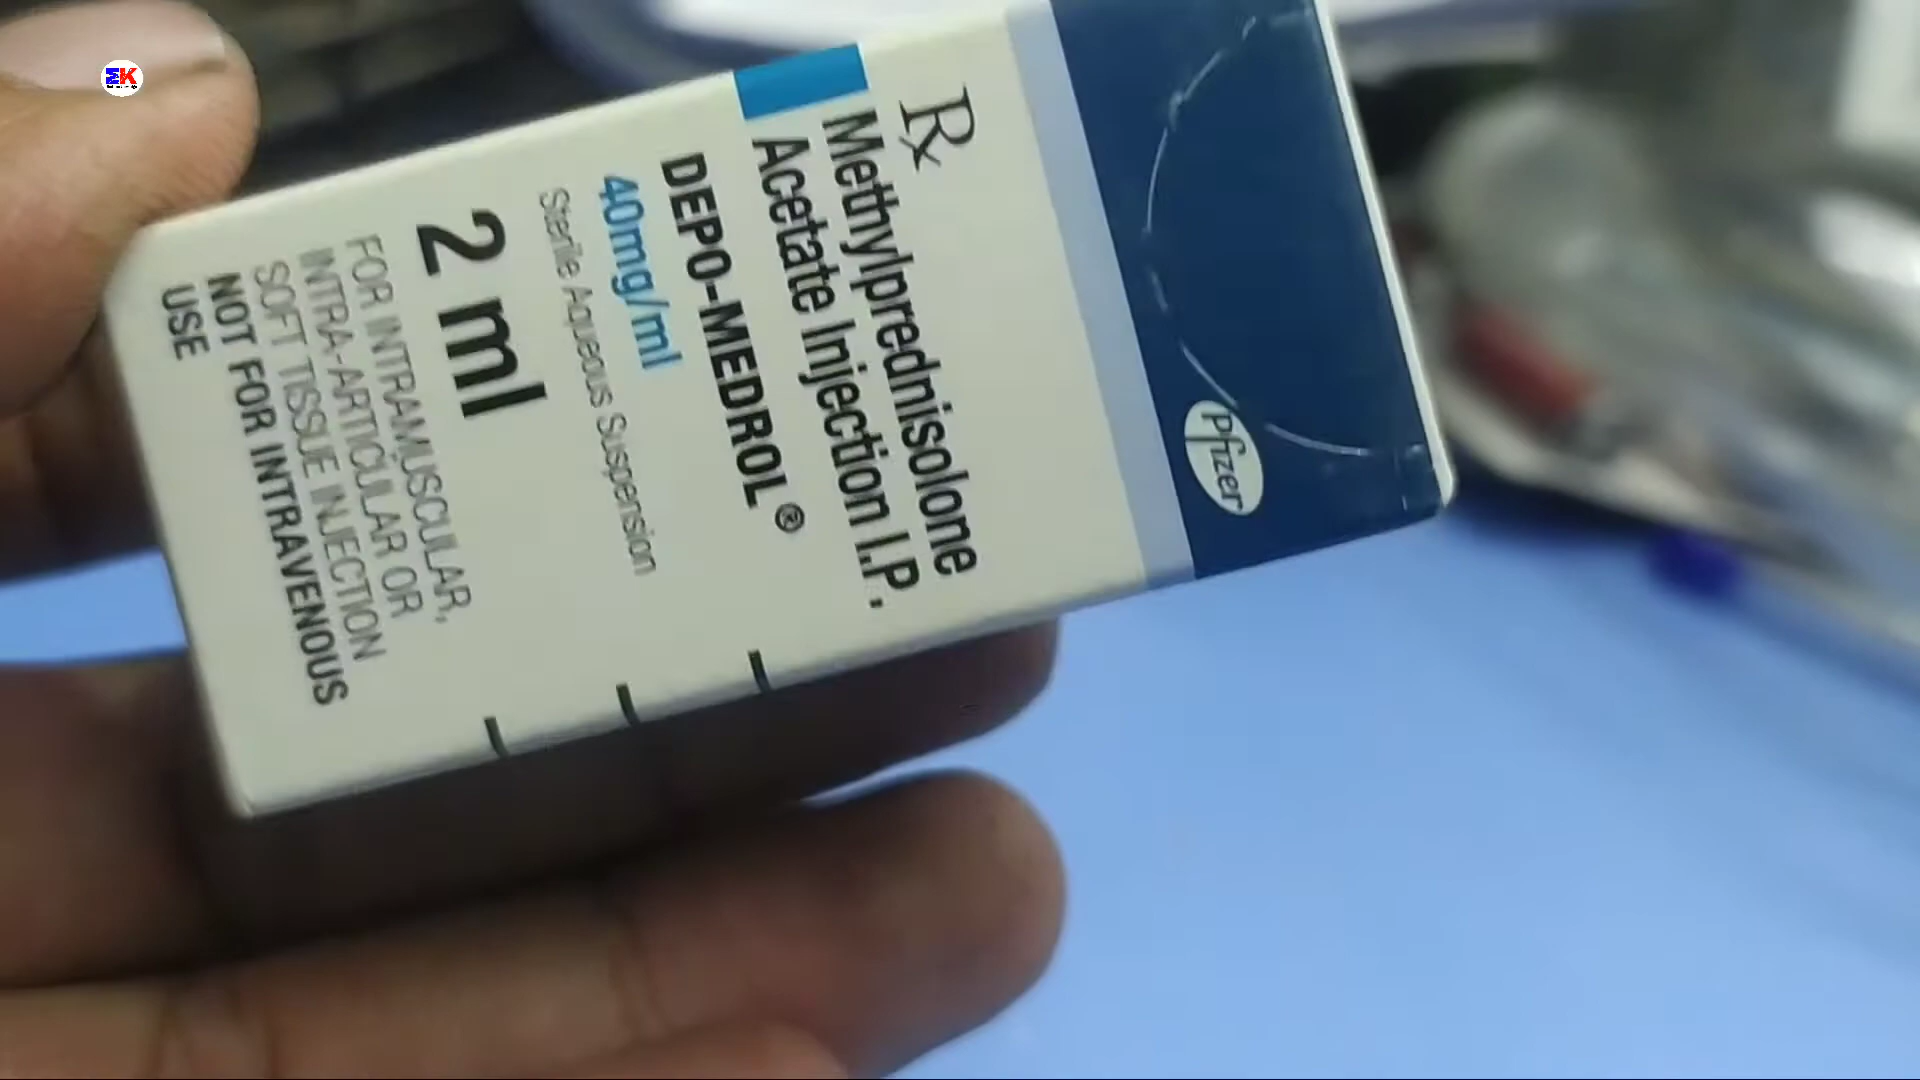 Rx
Methylprednisolone
Acetate Injection I.P.
DEPO-MEDROL®
40mg/ml
Sterile Aqueous Suspension
2 ml
FOR INTRAMUSCULAR,
INTRA-ARTICULAR OR
SOFT TISSUE INJECTION
NOT FOR INTRAVENOUS
USE
Pfizer
EK